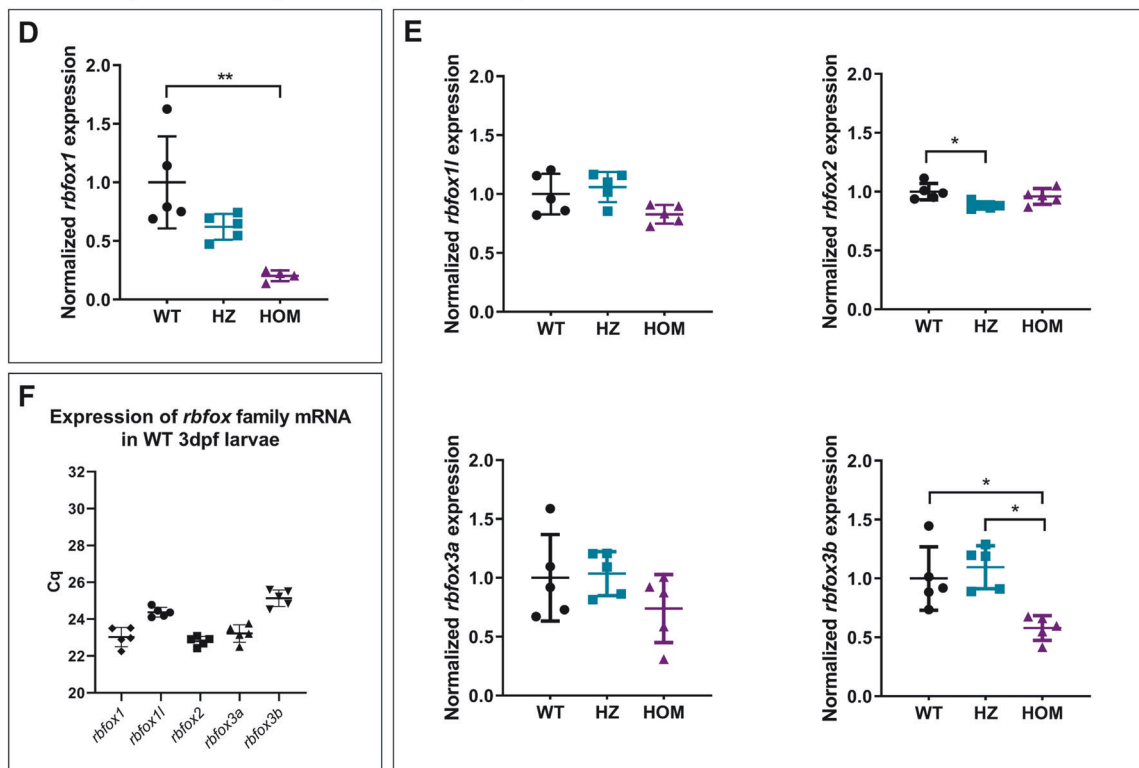 D
Normalized rbfox1 expression
2.0
1.5
1.0
0.5
0.0
**
WT HZ HOM
E
Normalized rbfox1l expression
2.0
1.5
1.0
0.5
0.0
WT HZ HOM
Normalized rbfox2 expression
2.0
1.5
1.0
0.5
0.0
*
WT HZ HOM
F
Expression of rbfox family mRNA
in WT 3dpf larvae
Cq
32
30
28
26
24
22
20
rbfox1 rbfox1l rbfox2 rbfox3a rbfox3b
Normalized rbfox3a expression
2.0
1.5
1.0
0.5
0.0
WT HZ HOM
Normalized rbfox3b expression
2.0
1.5
1.0
0.5
0.0
*
*
WT HZ HOM